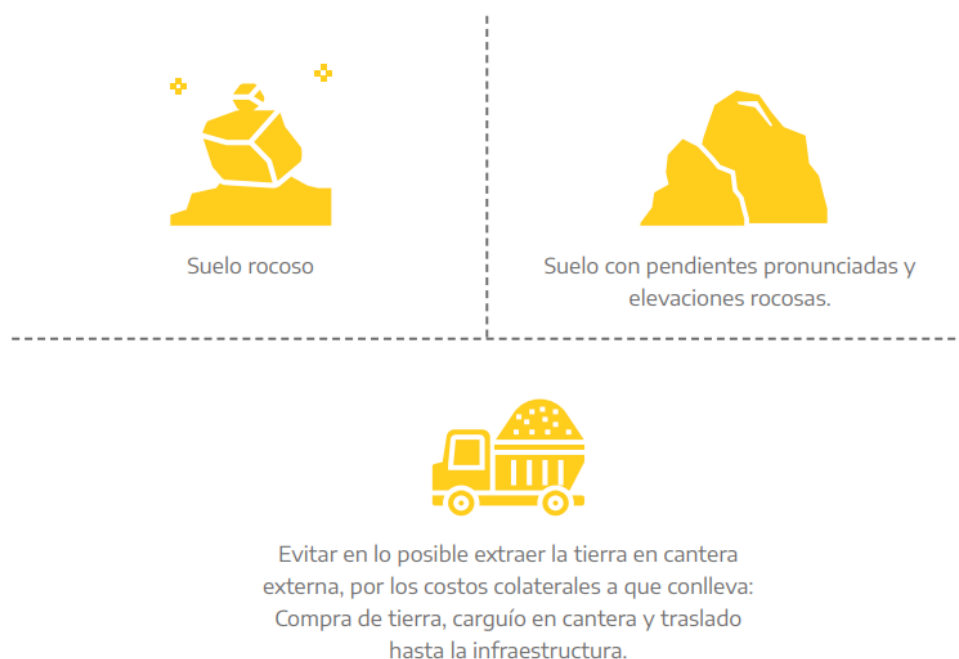 Suelo rocoso
Suelo con pendientes pronunciadas y
elevaciones rocosas.
Evitar en lo posible extraer la tierra en cantera
externa, por los costos colaterales a que conlleva:
Compra de tierra, carguío en cantera y traslado
hasta la infraestructura.